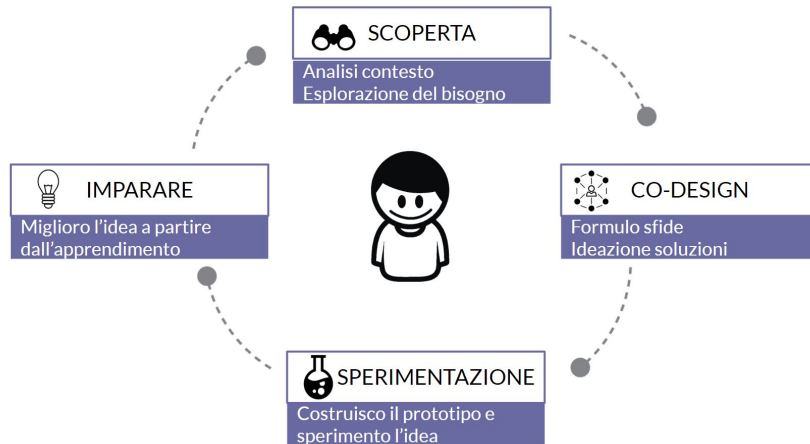 SCOPERTA
Analisi contesto
Esplorazione del bisogno
IMPARARE
Miglioro l'idea a partire
dall'apprendimento
CO-DESIGN
Formulo sfide
Ideazione soluzioni
SPERIMENTAZIONE
Costruisco il prototipo e
sperimento l'idea